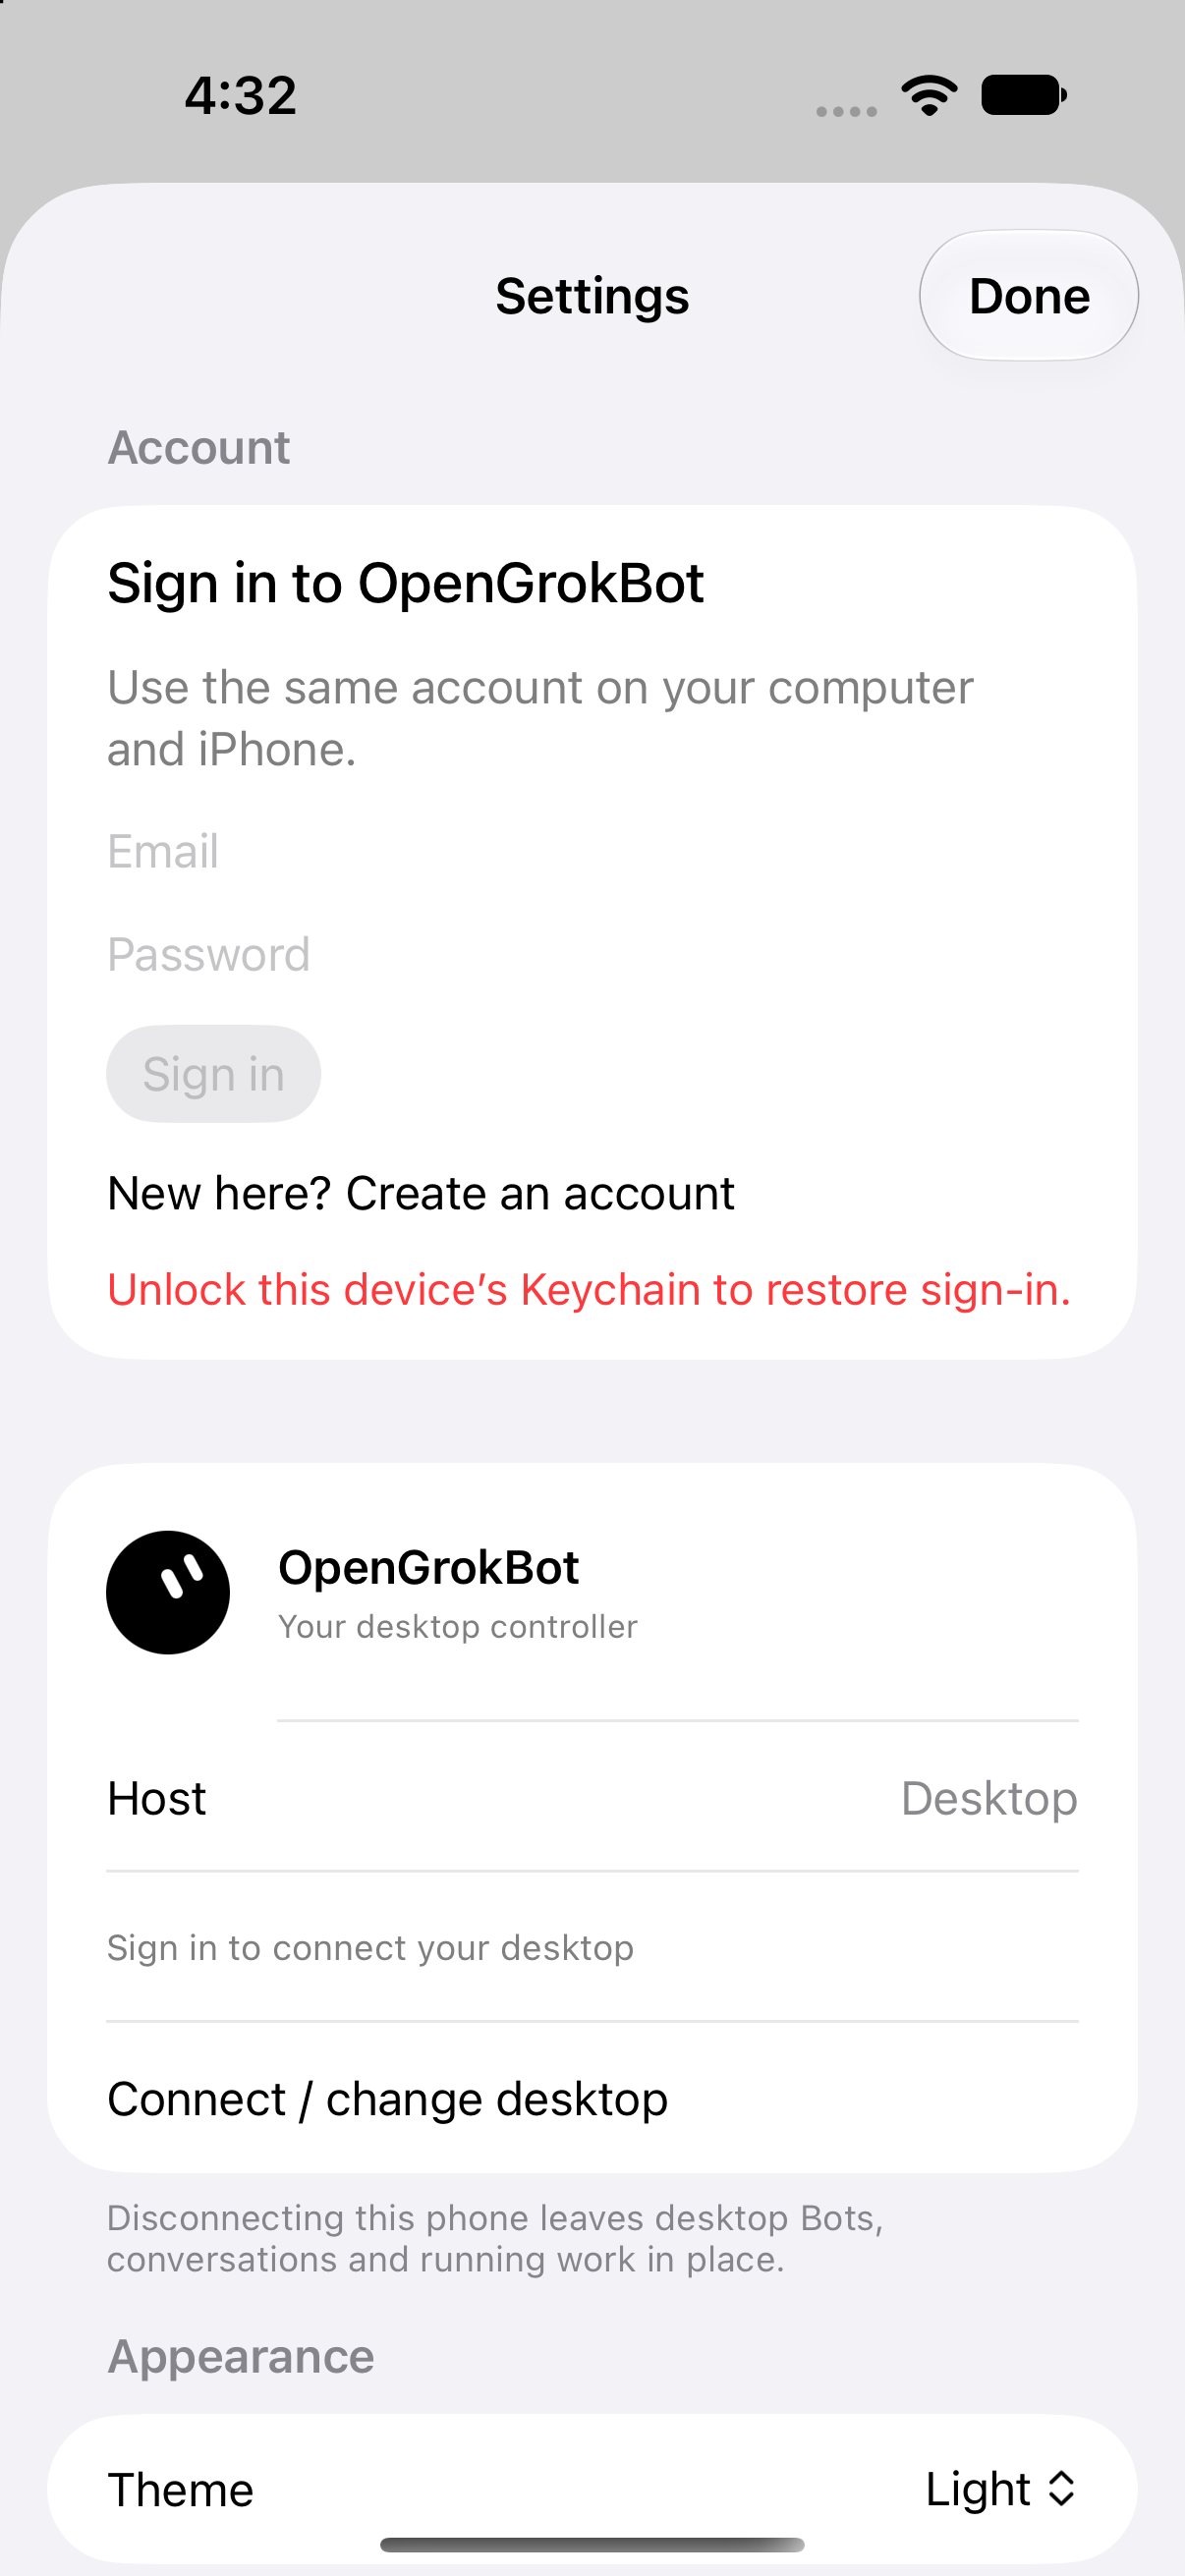 4:32
Settings
Done
Account
Sign in to OpenGrokBot
Use the same account on your computer
and iPhone.
Email
Password
Sign in
New here? Create an account
Unlock this device’s Keychain to restore sign-in.
OpenGrokBot
Your desktop controller
Host
Desktop
Sign in to connect your desktop
Connect / change desktop
Disconnecting this phone leaves desktop Bots,
conversations and running work in place.
Appearance
Theme
Light